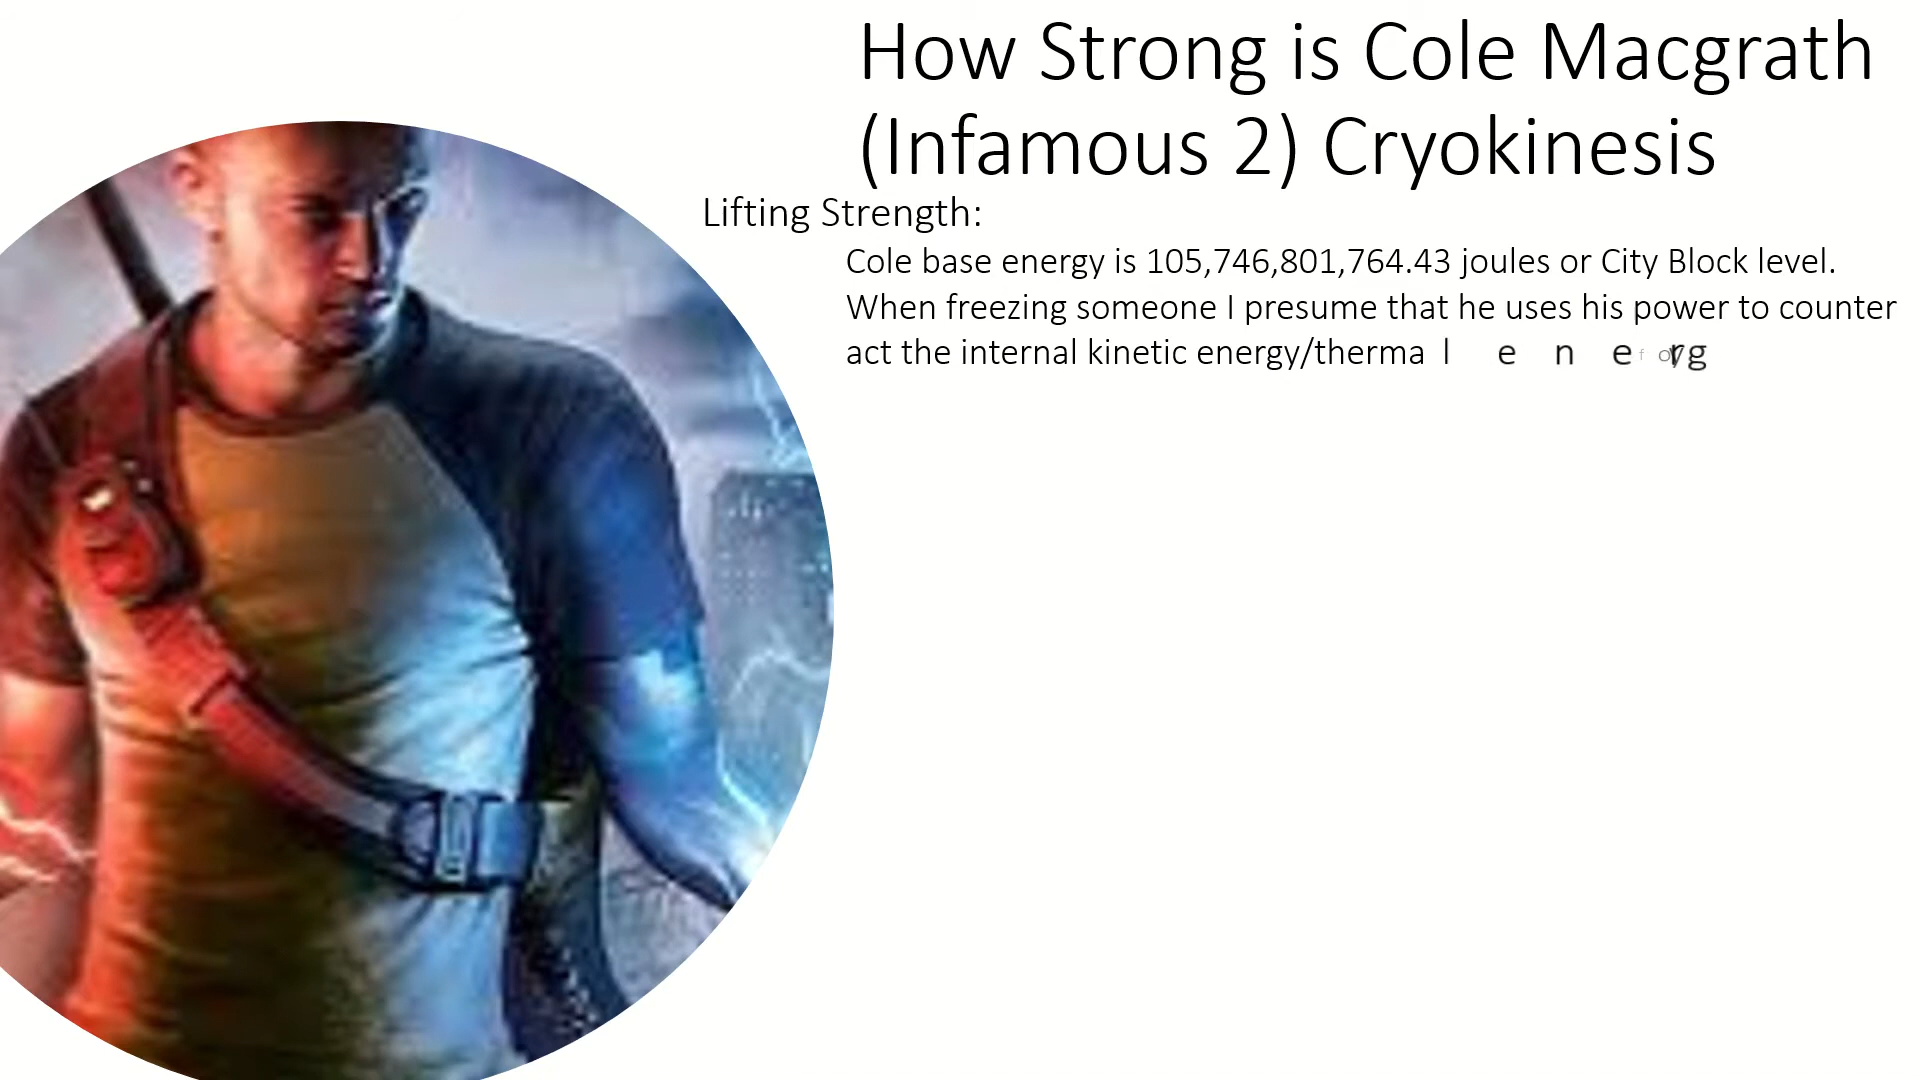 How Strong is Cole Macgrath
(Infamous 2) Cryokinesis
Lifting Strength:
Cole base energy is 105,746,801,764.43 joules or City Block level.
When freezing someone I presume that he uses his power to counter
act the internal kinetic energy/thermal